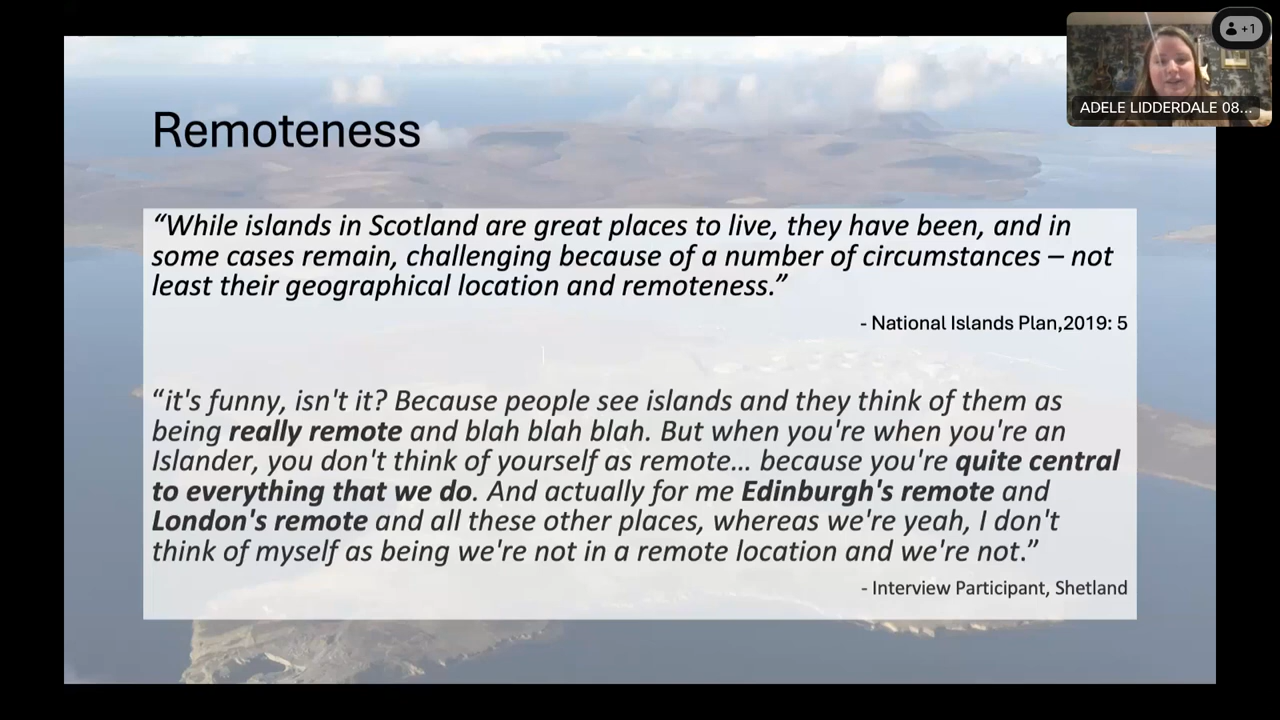 +1
ADELE LIDDERDALE 08...
Remoteness
“While islands in Scotland are great places to live, they have been, and in
some cases remain, challenging because of a number of circumstances – not
least their geographical location and remoteness.”
- National Islands Plan,2019: 5
“it's funny, isn't it? Because people see islands and they think of them as
being really remote and blah blah blah. But when you're when you're an
Islander, you don't think of yourself as remote… because you're quite central
to everything that we do. And actually for me Edinburgh's remote and
London's remote and all these other places, whereas we're yeah, I don't
think of myself as being we're not in a remote location and we're not.”
- Interview Participant, Shetland